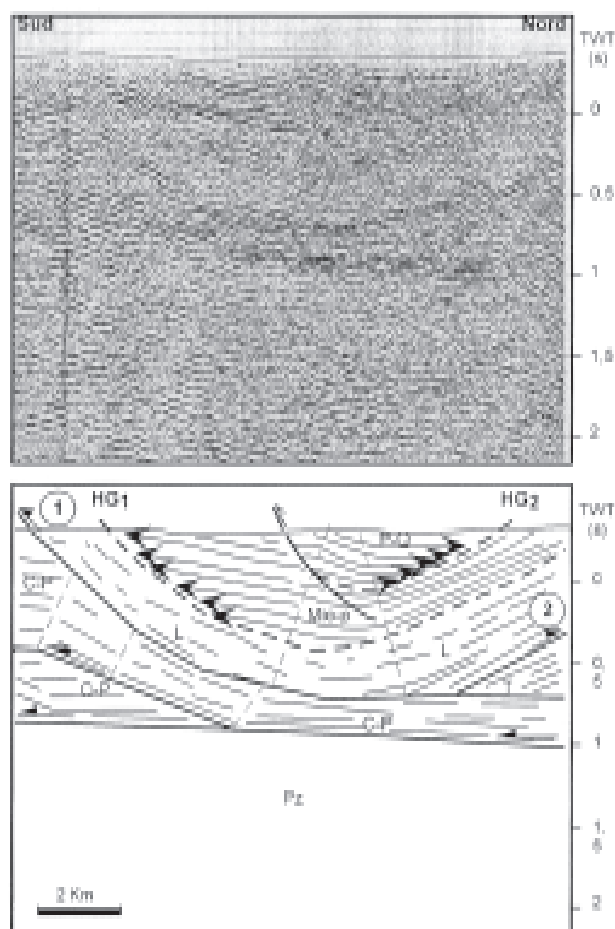 Sud Nord
TWT
(s)
0
0,5
1
1,5
2
1 HG1 HG2 TWT
(s)
C-P
0
Mio-p
2
L L
0,
5
C-P
C-P
1
Pz
1,
5
2 Km
2